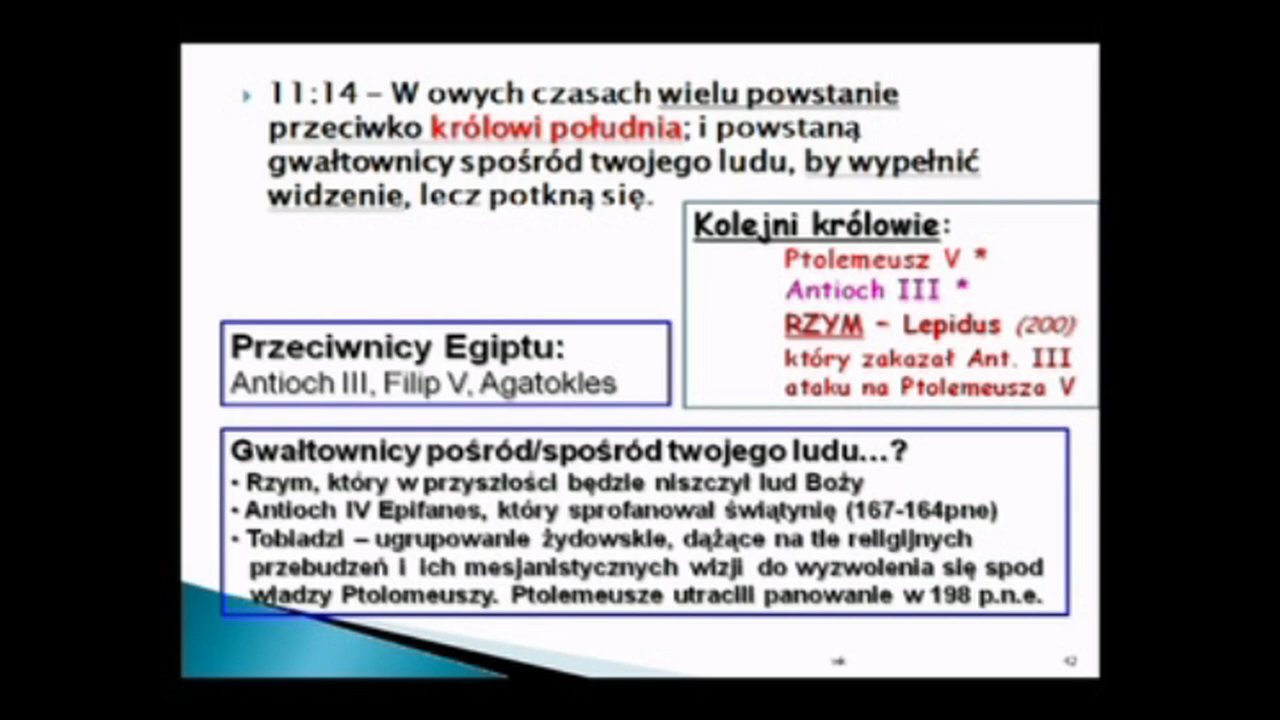 11:14 – W owych czasach wielu powstanie
przeciwko królowi południa; i powstaną
gwałtownicy spośród twojego ludu, by wypełnić
widzenie, lecz potkną się.
Kolejni królowie:
Ptolemeusz V *
Antioch III *
RZYM - Lepidus (200)
który zakazał Ant. III
ataku na Ptolemeusza V
Przeciwnicy Egiptu:
Antioch III, Filip V, Agatokles
Gwałtownicy pośród/spośród twojego ludu...?
• Rzym, który w przyszłości będzie niszczył lud Boży
• Antioch IV Epifanes, który sprofanował świątynię (167-164pne)
• Tobiadzi – ugrupowanie żydowskie, dążące na tle religijnych
przebudzeń i ich mesjanistycznych wizji do wyzwolenia się spod
władzy Ptolomeuszy. Ptolemeusze utracili panowanie w 198 p.n.e.
42